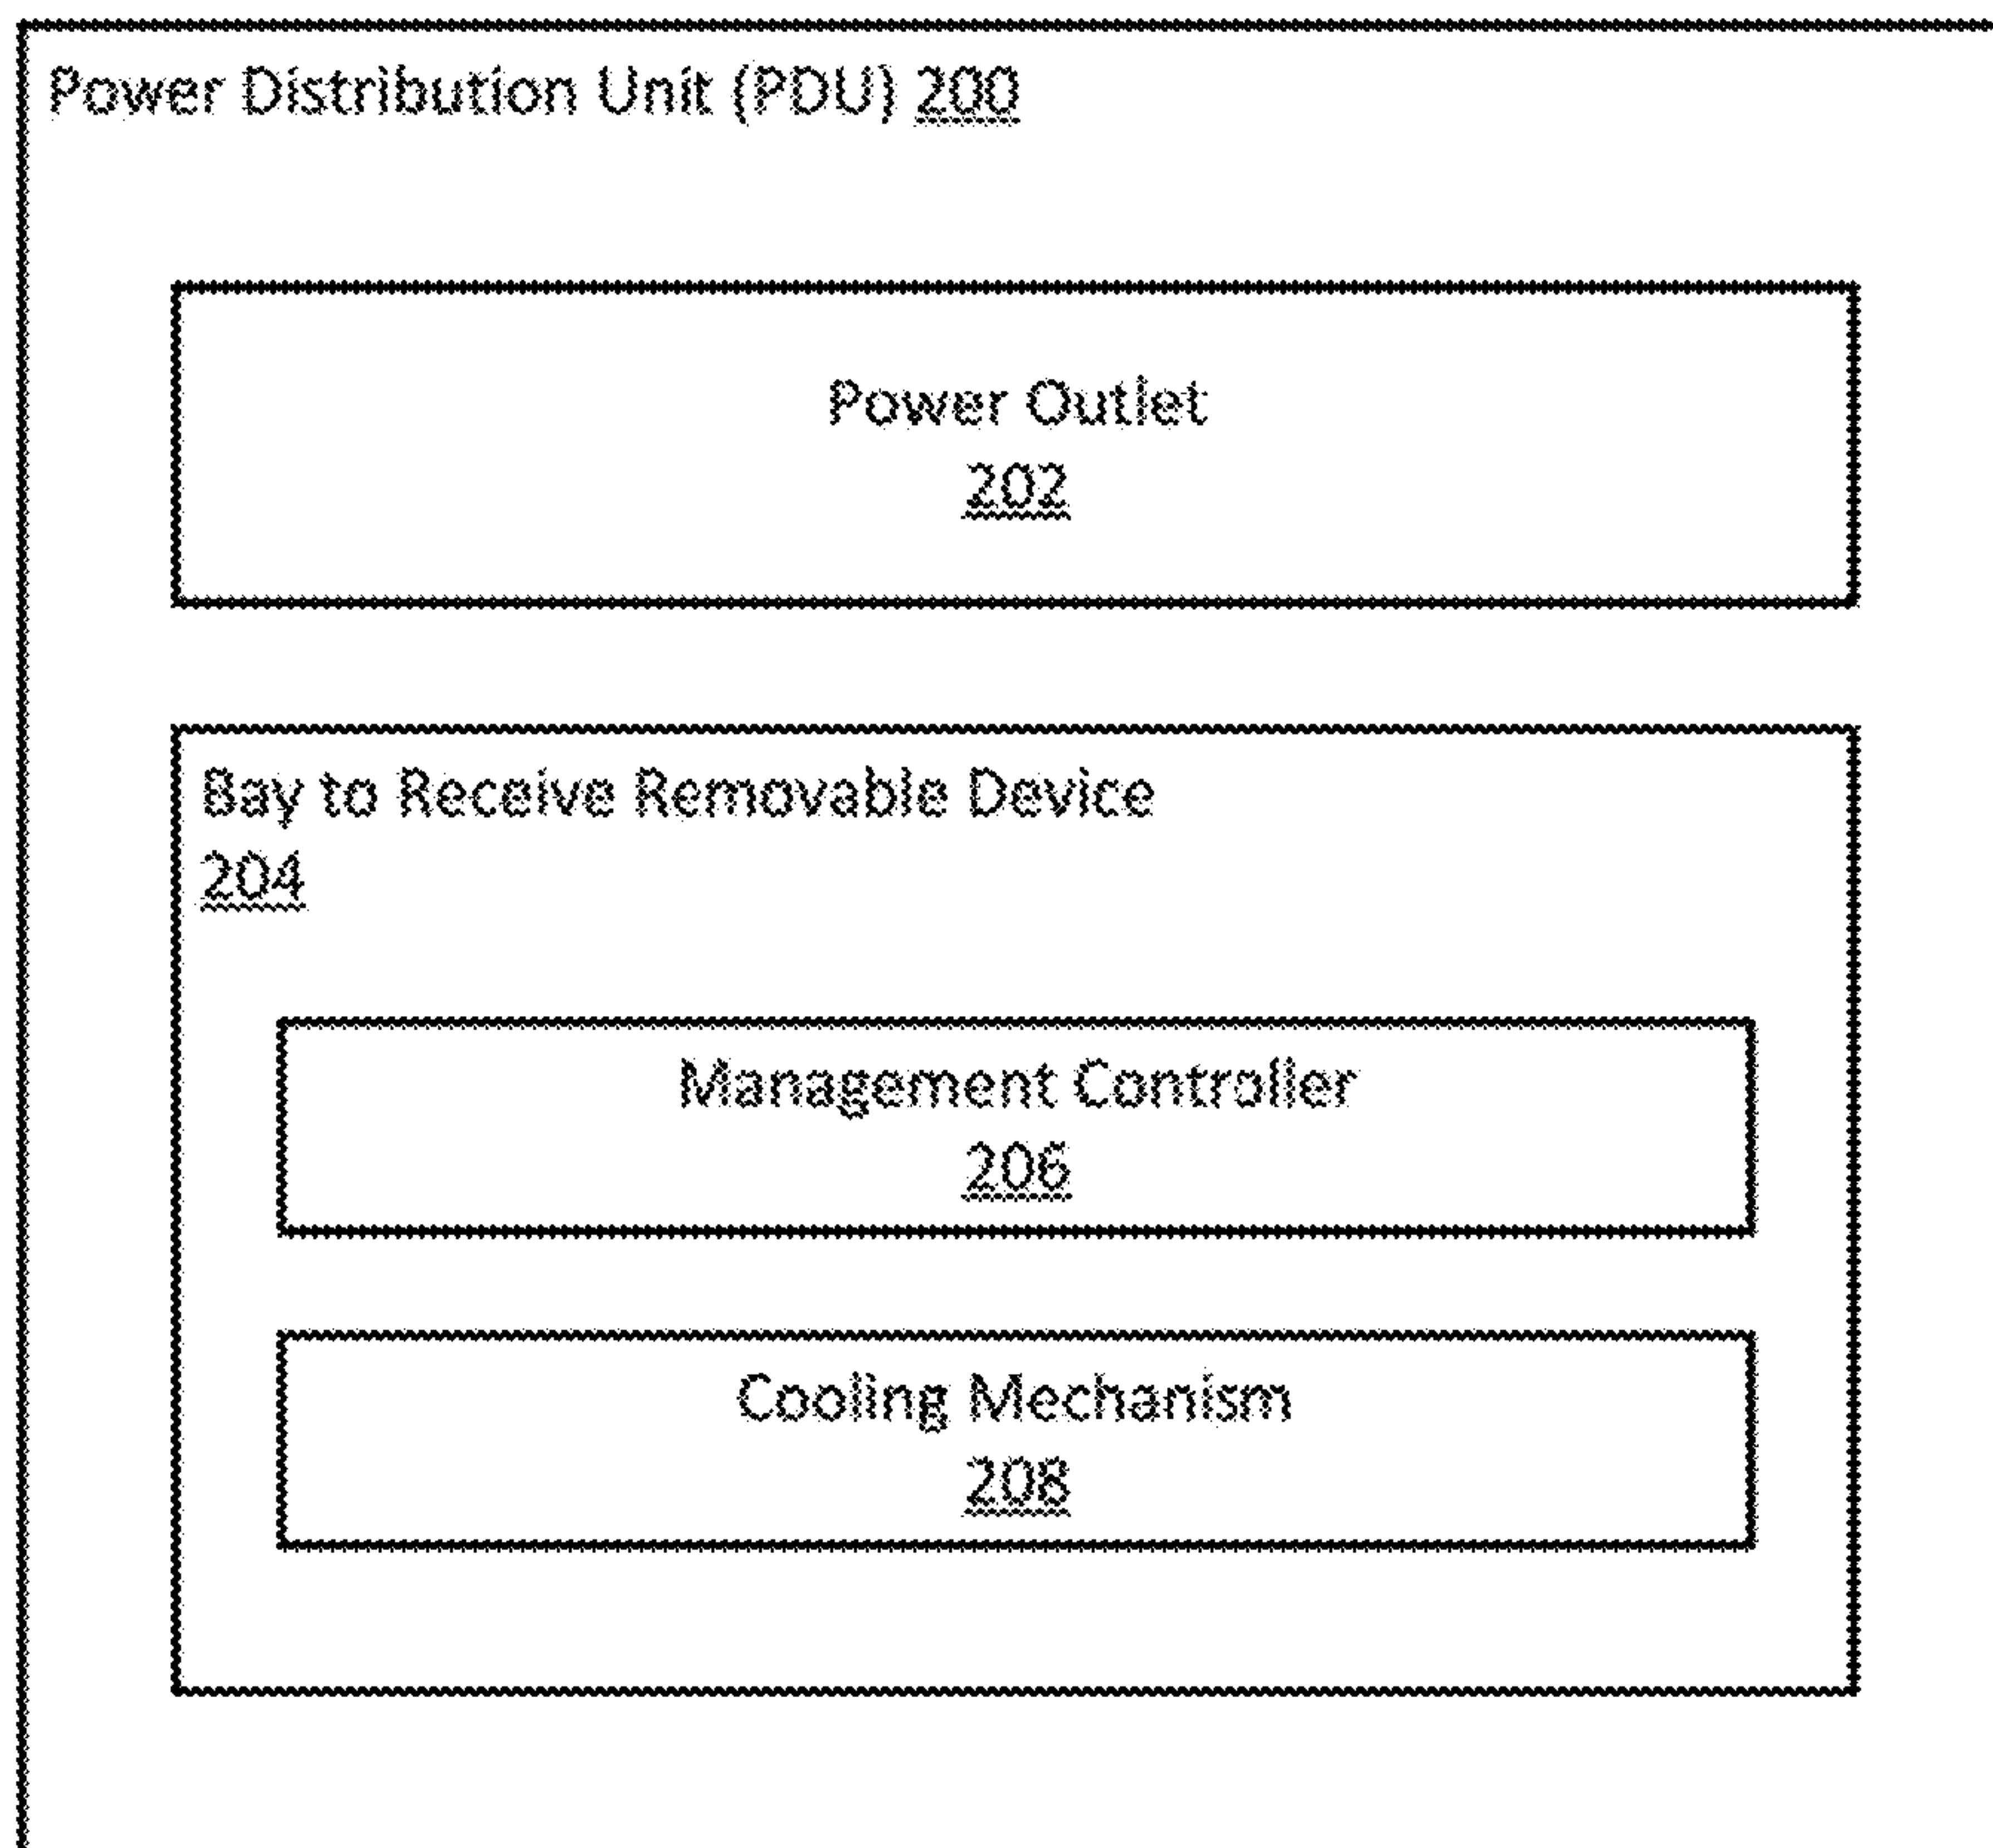 Power Distribution Unit (PDU) 200
Power Outlet
202
Bay to Receive Removable Device
204
Management Controller
206
Cooling Mechanism
208